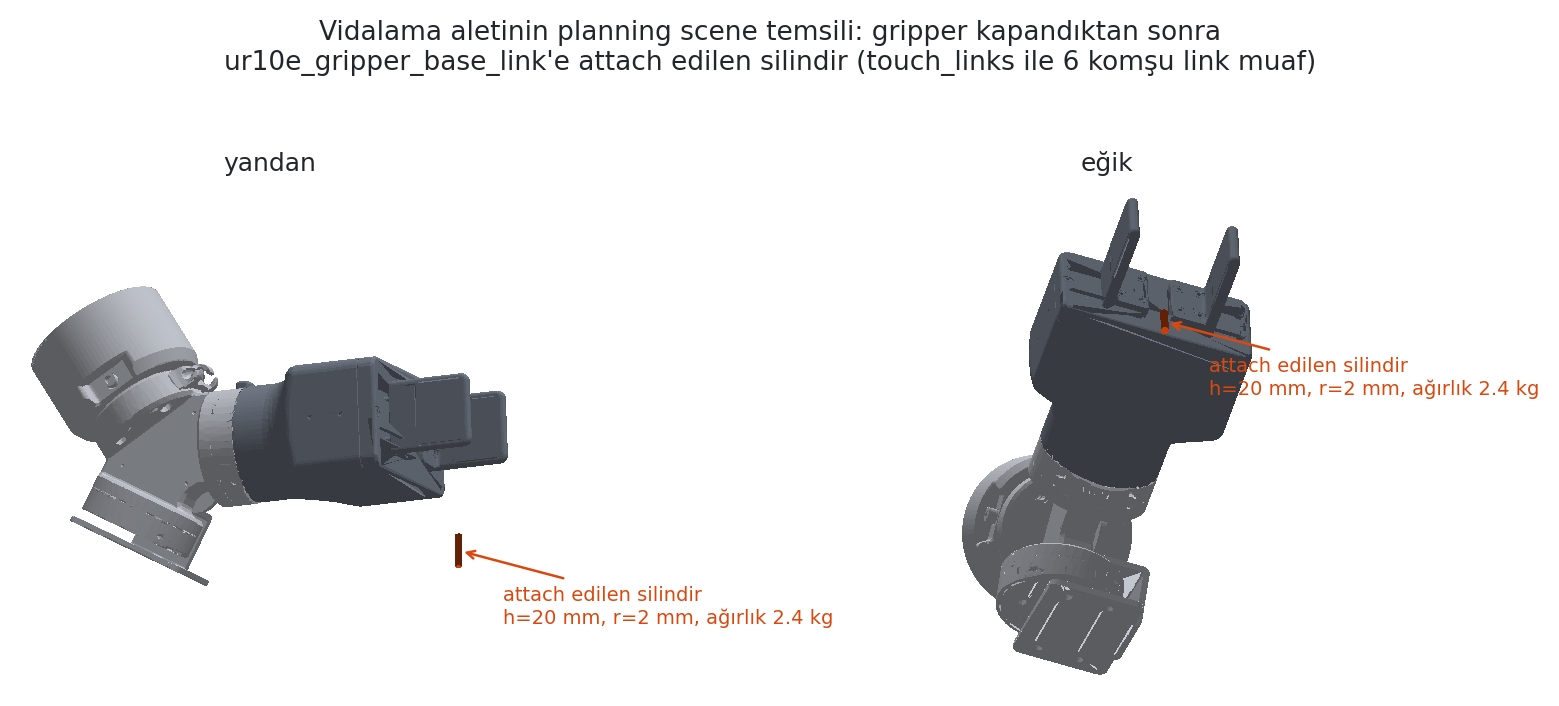 Vidalama aletinin planning scene temsili: gripper kapandıktan sonra
ur10e_gripper_base_link'e attach edilen silindir (touch_links ile 6 komşu link muaf)
yandan
eğik
attach edilen silindir
h=20 mm, r=2 mm, ağırlık 2.4 kg
attach edilen silindir
h=20 mm, r=2 mm, ağırlık 2.4 kg